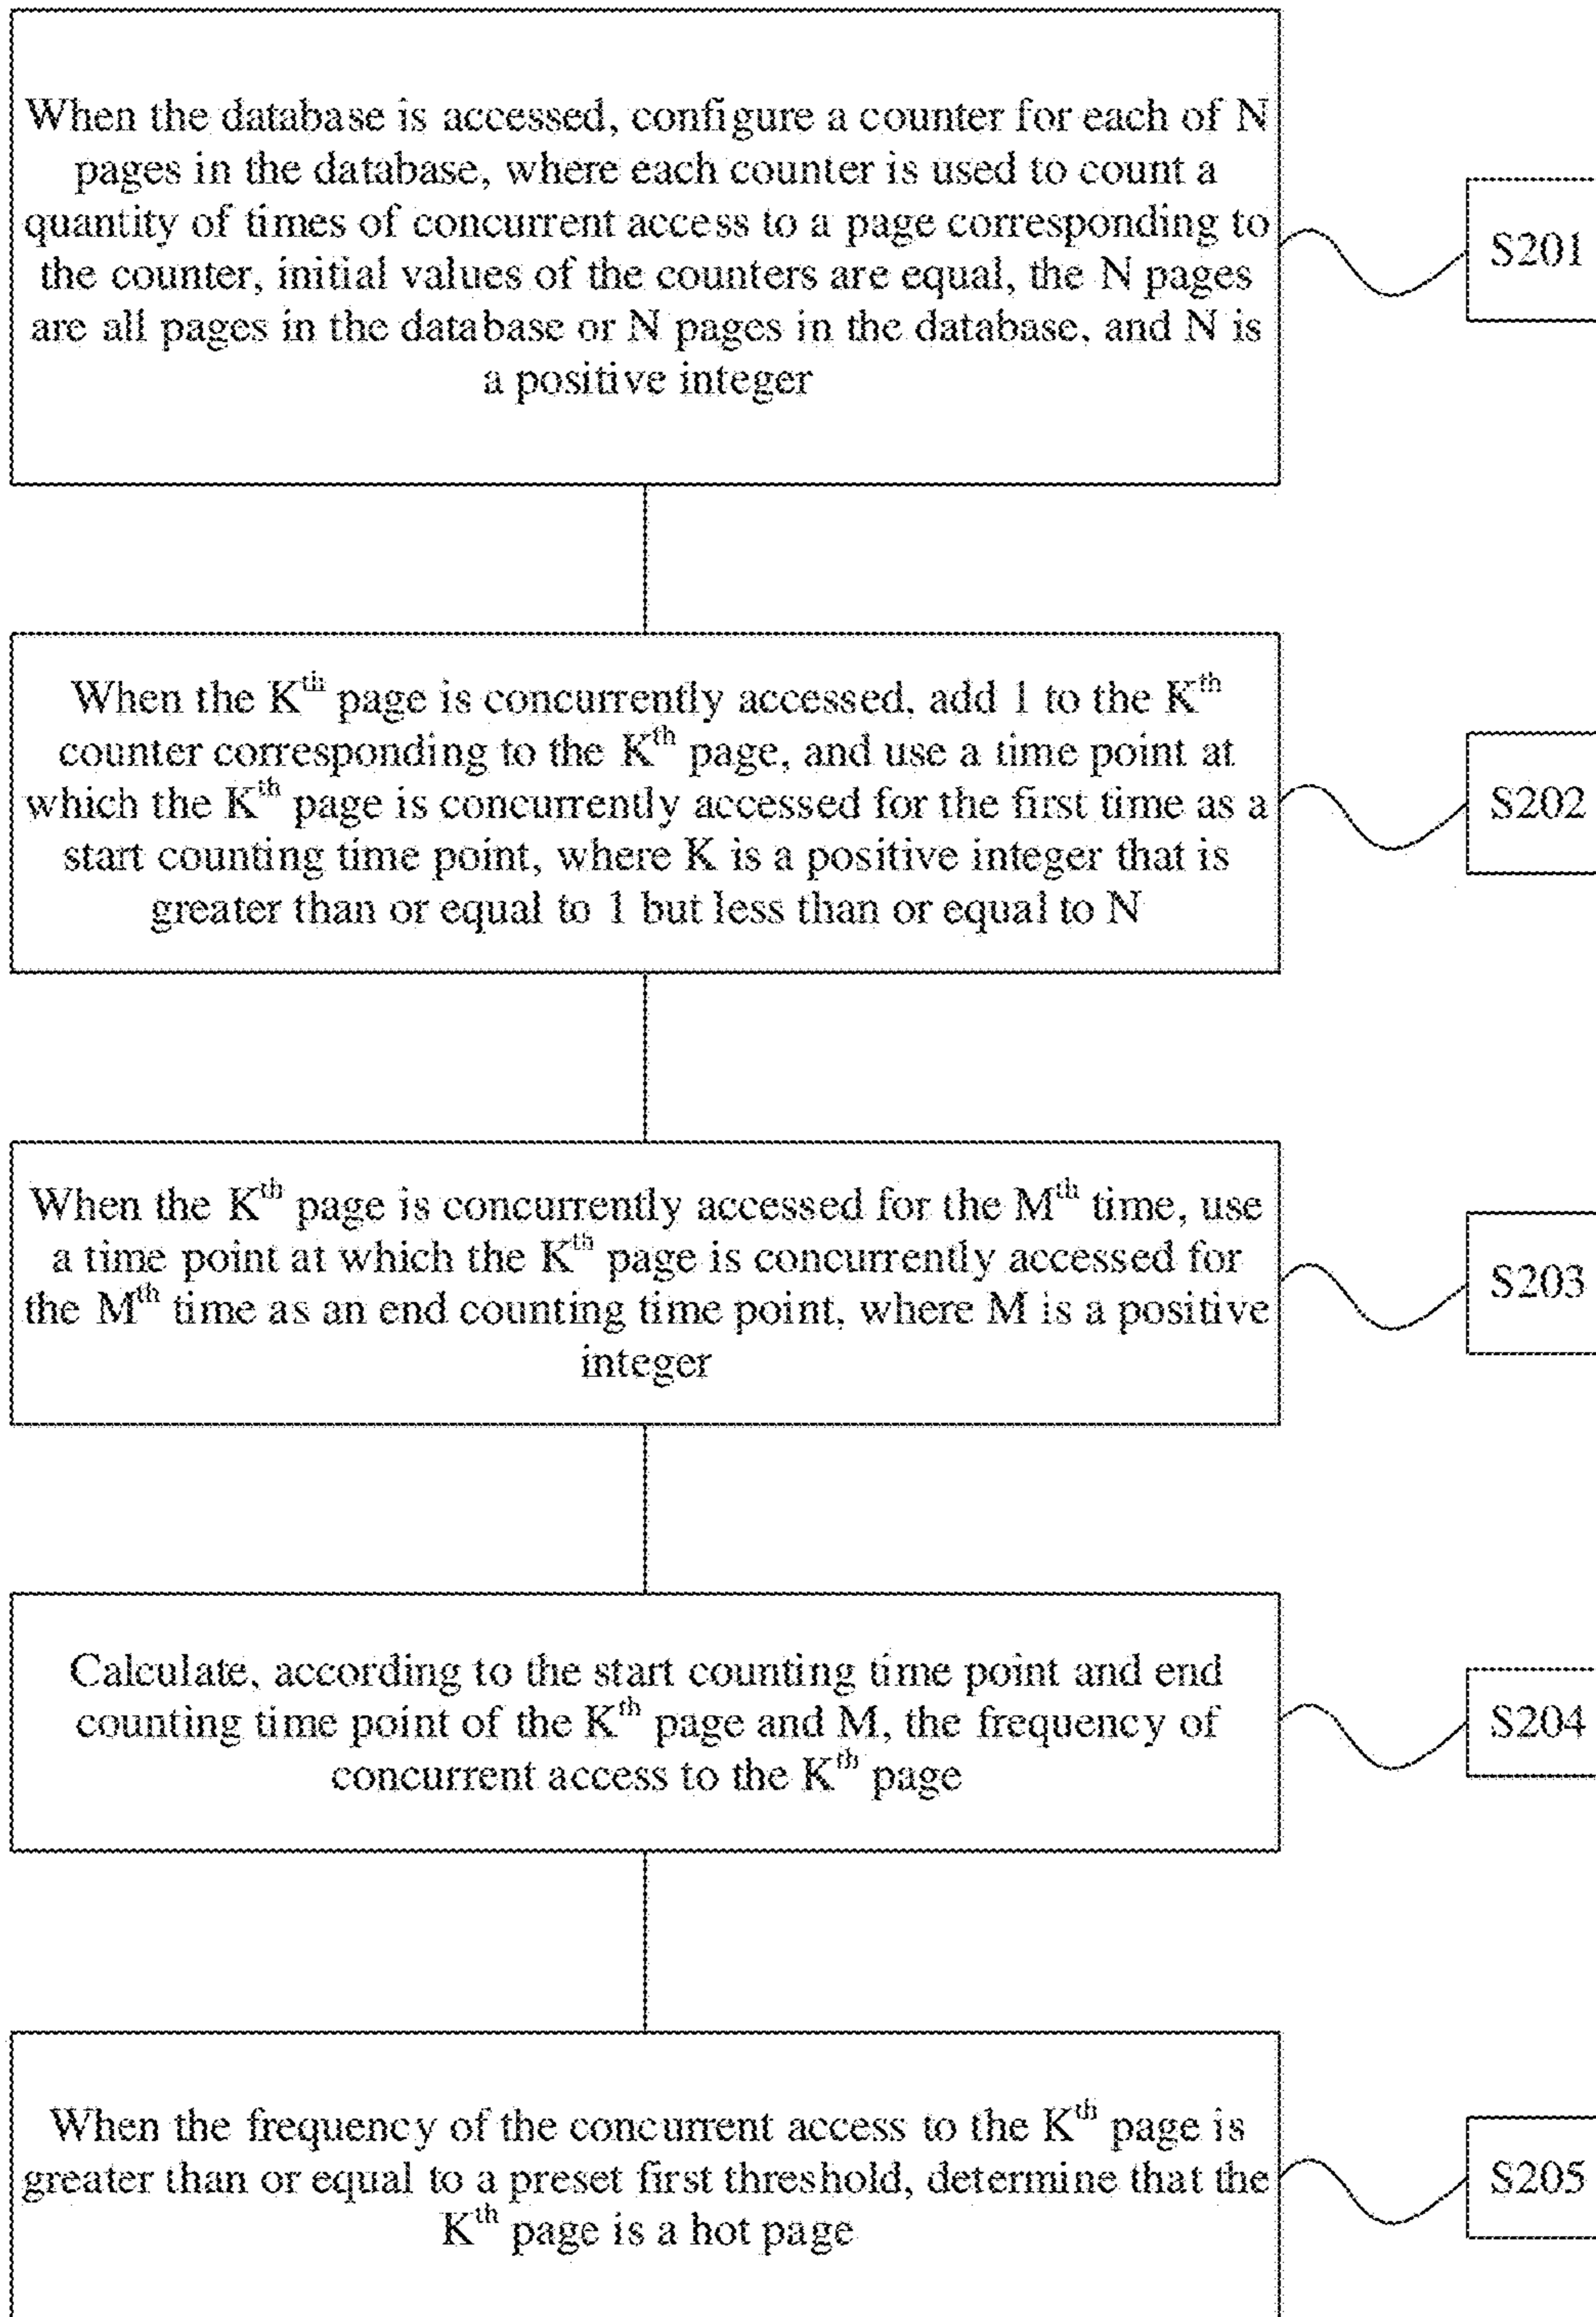 When the database is accessed, configure a counter for each of N
pages in the database, where each counter is used to count a
quantity of times of concurrent access to a page corresponding to
the counter, initial values of the counters are equal, the N pages
are all pages in the database or N pages in the database, and N is
a positive integer
S201
When the Kth page is concurrently accessed, add 1 to the Kth
counter corresponding to the Kth page, and use a time point at
which the Kth page is concurrently accessed for the first time as a
start counting time point, where K is a positive integer that is
greater than or equal to 1 but less than or equal to N
S202
When the Kth page is concurrently accessed for the Mth time, use
a time point at which the Kth page is concurrently accessed for
the Mth time as an end counting time point, where M is a positive
integer
S203
Calculate, according to the start counting time point and end
counting time point of the Kth page and M, the frequency of
concurrent access to the Kth page
S204
When the frequency of the concurrent access to the Kth page is
greater than or equal to a preset first threshold, determine that the
Kth page is a hot page
S205